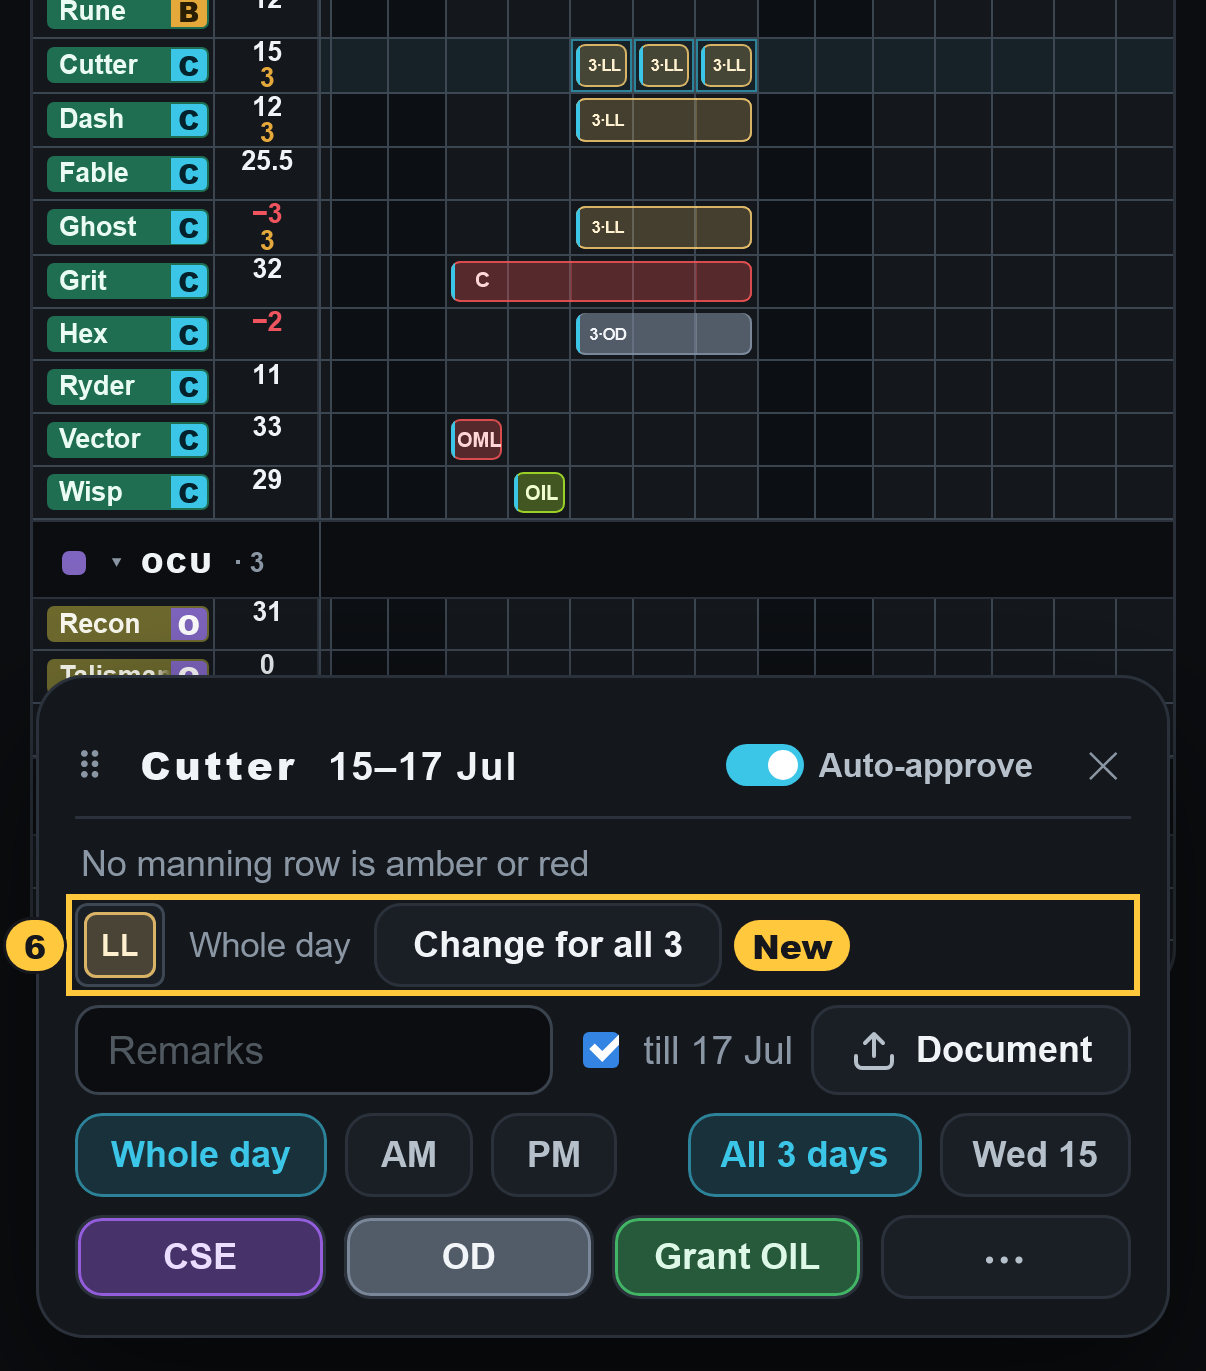 Rune B 12
Cutter C 15 3·LL 3·LL 3·LL
3
Dash C 12 3·LL
3
Fable C 25.5
Ghost C −3 3·LL
3
Grit C 32 C
Hex C −2 3·OD
Ryder C 11
Vector C 33 OML
Wisp C 29 OIL
▾ OCU · 3
Recon O 31
Talisman O 0
Cutter 15–17 Jul Auto-approve
No manning row is amber or red
6 LL Whole day Change for all 3 New
Remarks till 17 Jul Document
Whole day AM PM All 3 days Wed 15
CSE OD Grant OIL ...